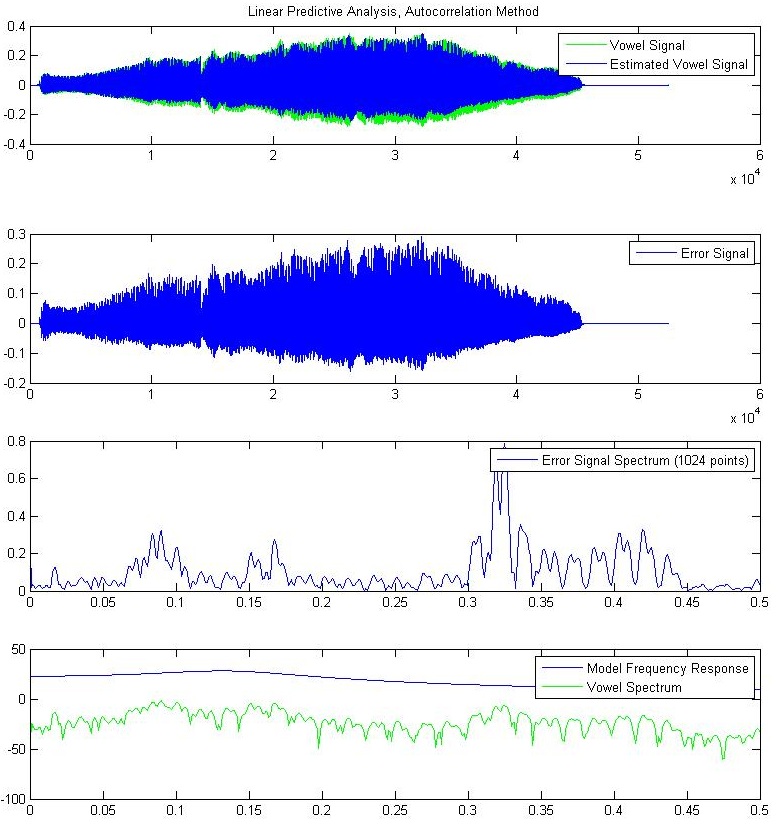 Linear Predictive Analysis, Autocorrelation Method
0.4
0.2
0
-0.2
-0.4
Vowel Signal
Estimated Vowel Signal
0 1 2 3 4 5 6
x 10^4
0.3
0.2
0.1
0
-0.1
-0.2
Error Signal
0 1 2 3 4 5 6
x 10^4
0.8
0.6
0.4
0.2
0
Error Signal Spectrum (1024 points)
0 0.05 0.1 0.15 0.2 0.25 0.3 0.35 0.4 0.45 0.5
50
0
-50
-100
Model Frequency Response
Vowel Spectrum
0 0.05 0.1 0.15 0.2 0.25 0.3 0.35 0.4 0.45 0.5